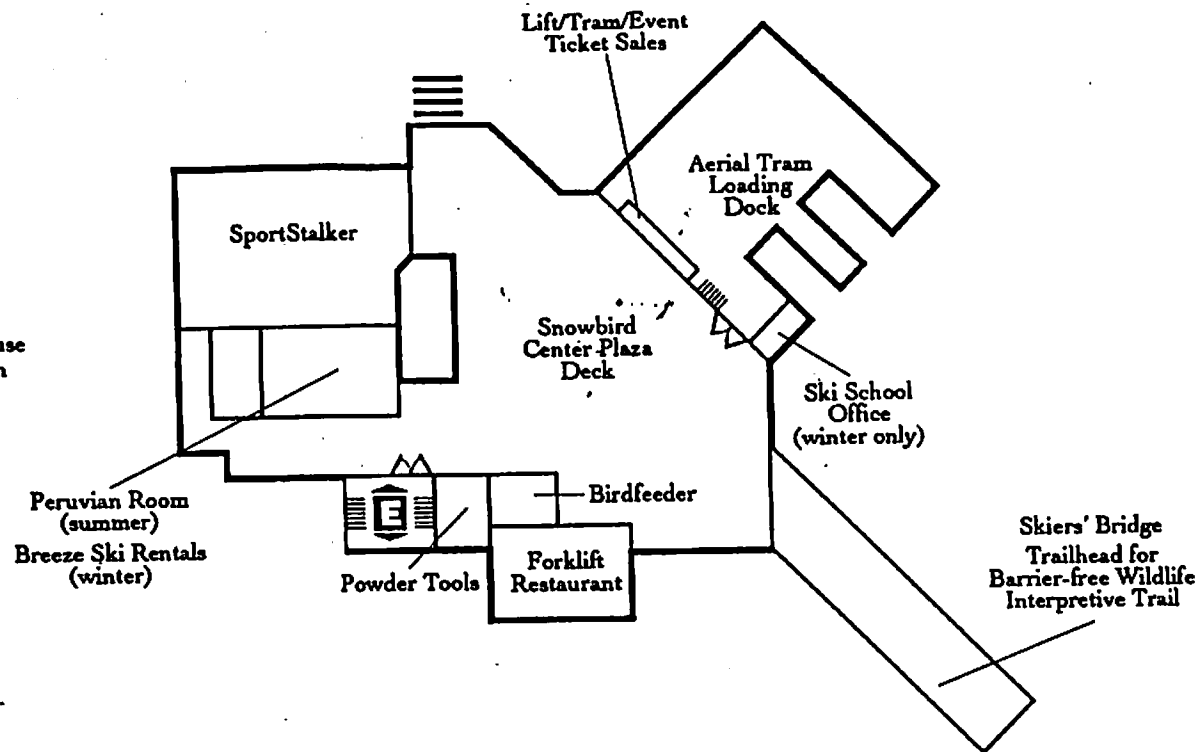 Lift/Tram/Event
Ticket Sales
Aerial Tram
Loading
Dock
SportStalker
Snowbird
Center Plaza
Deck
Ski School
Office
(winter only)
Peruvian Room
(summer)
Breeze Ski Rentals
(winter)
E
Birdfeeder
Powder Tools
Forklift
Restaurant
Skiers' Bridge
Trailhead for
Barrier-free Wildlife
Interpretive Trail